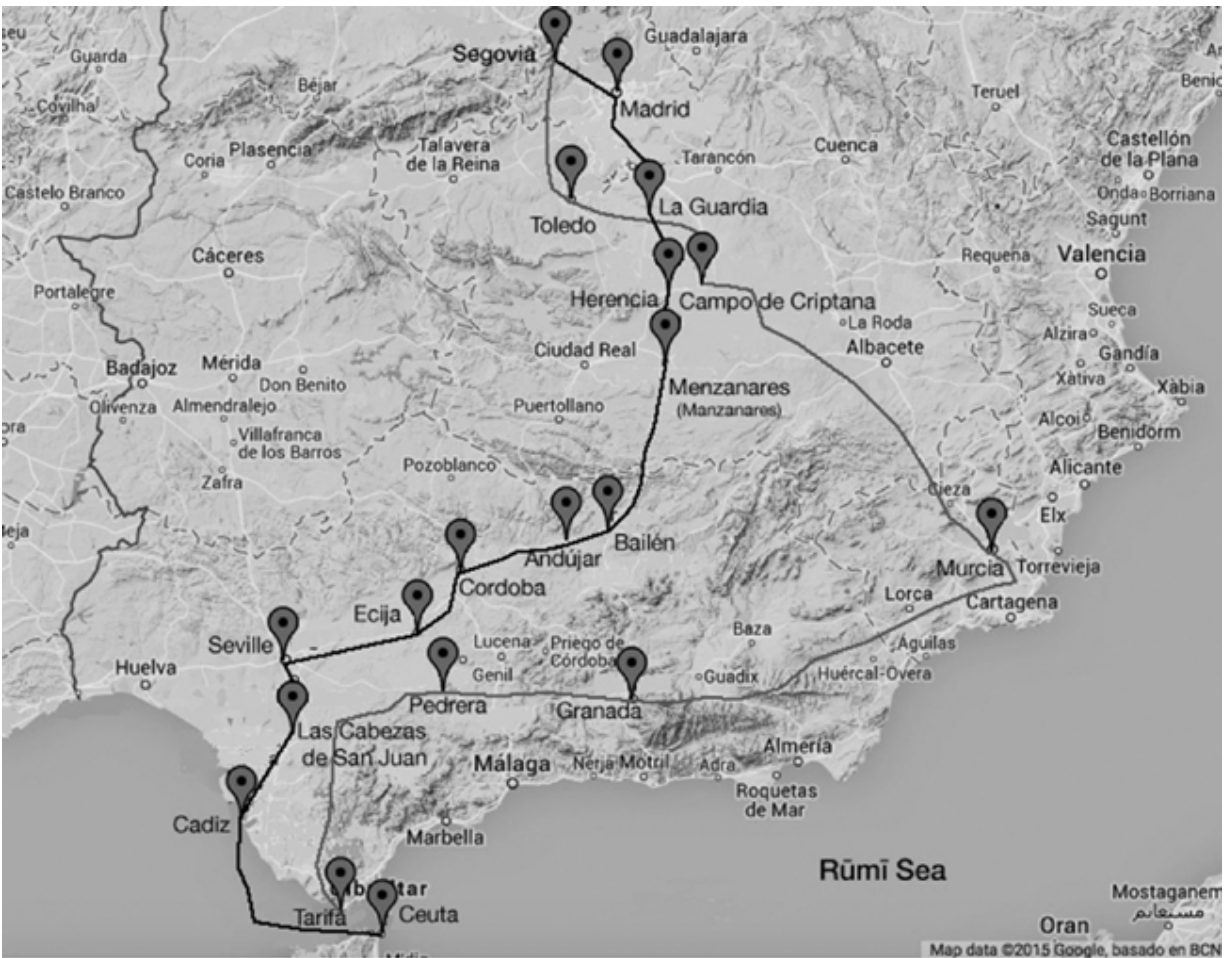 Segovia
Guadalajara
Guarda
Béjar
Madrid
Teruel
Covilha
Castellón
de la Plana
Talavera
de la Reina
Plasencia
Coria
Tarancón
Cuenca
Castelo Branco
Onda
Borriana
La Guardia
Toledo
Sagunt
Cáceres
Requena
Valencia
Portalegre
Herencia
Campo de Criptana
Sueca
La Roda
Alzira
Albacete
Ciudad Real
Gandía
Mérida
Badajoz
Don Benito
Xàtiva
Xàbia
Menzanares
(Manzanares)
Olivenza
Almendralejo
Puertollano
Alcoi
Benidorm
Villafranca
de los Barros
Pozoblanco
Alicante
Zafra
Cieza
Elx
Bailén
Andújar
Murcia
Torrevieja
Cordoba
Lorca
Cartagena
Ecija
Seville
Lucena
Priego de
Córdoba
Baza
Águilas
Huelva
Genil
Guadix
Huércal-Overa
Pedrera
Granada
Las Cabezas
de San Juan
Málaga
Nerja
Motril
Adra
Almería
Roquetas
de Mar
Cadiz
Marbella
Rūmī Sea
Tarifa
Ceuta
Mostaganem
مستغانم
Oran
Map data ©2015 Google, basado en BCN